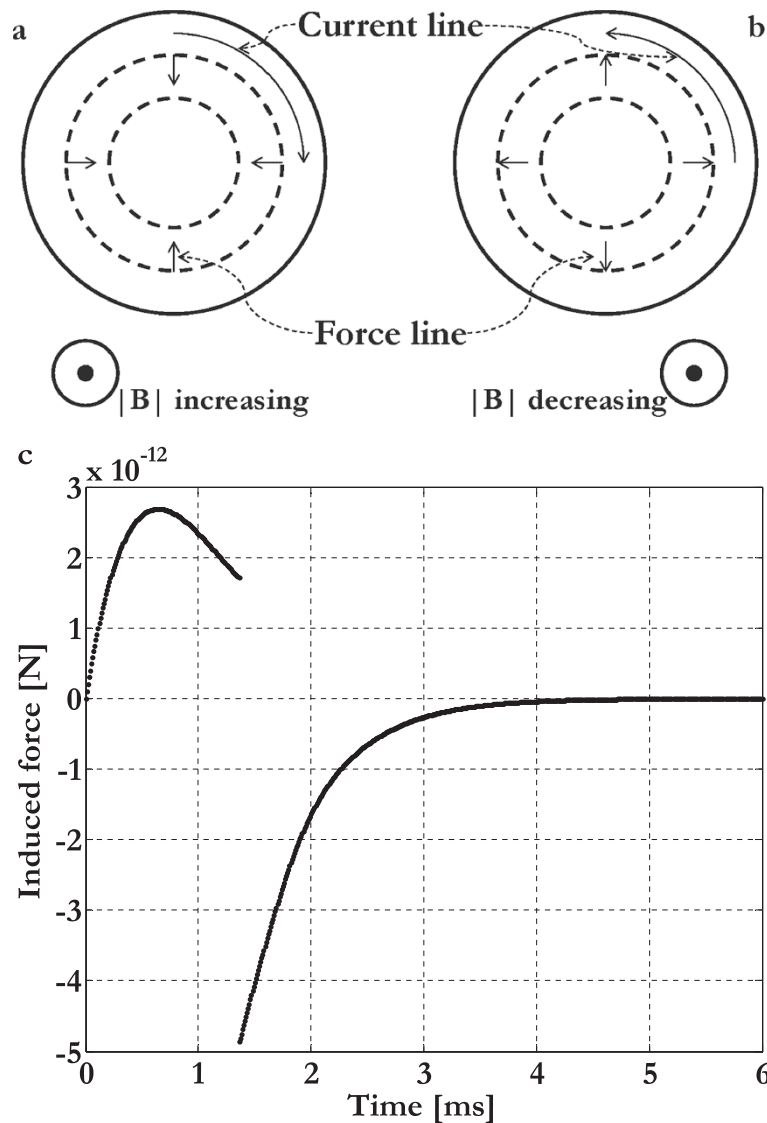 a
Current line
b
Force line
|B| increasing
|B| decreasing
c
x 10^-12
3
2
1
0
-1
-2
-3
-4
-5
Induced force [N]
0 1 2 3 4 5 6
Time [ms]